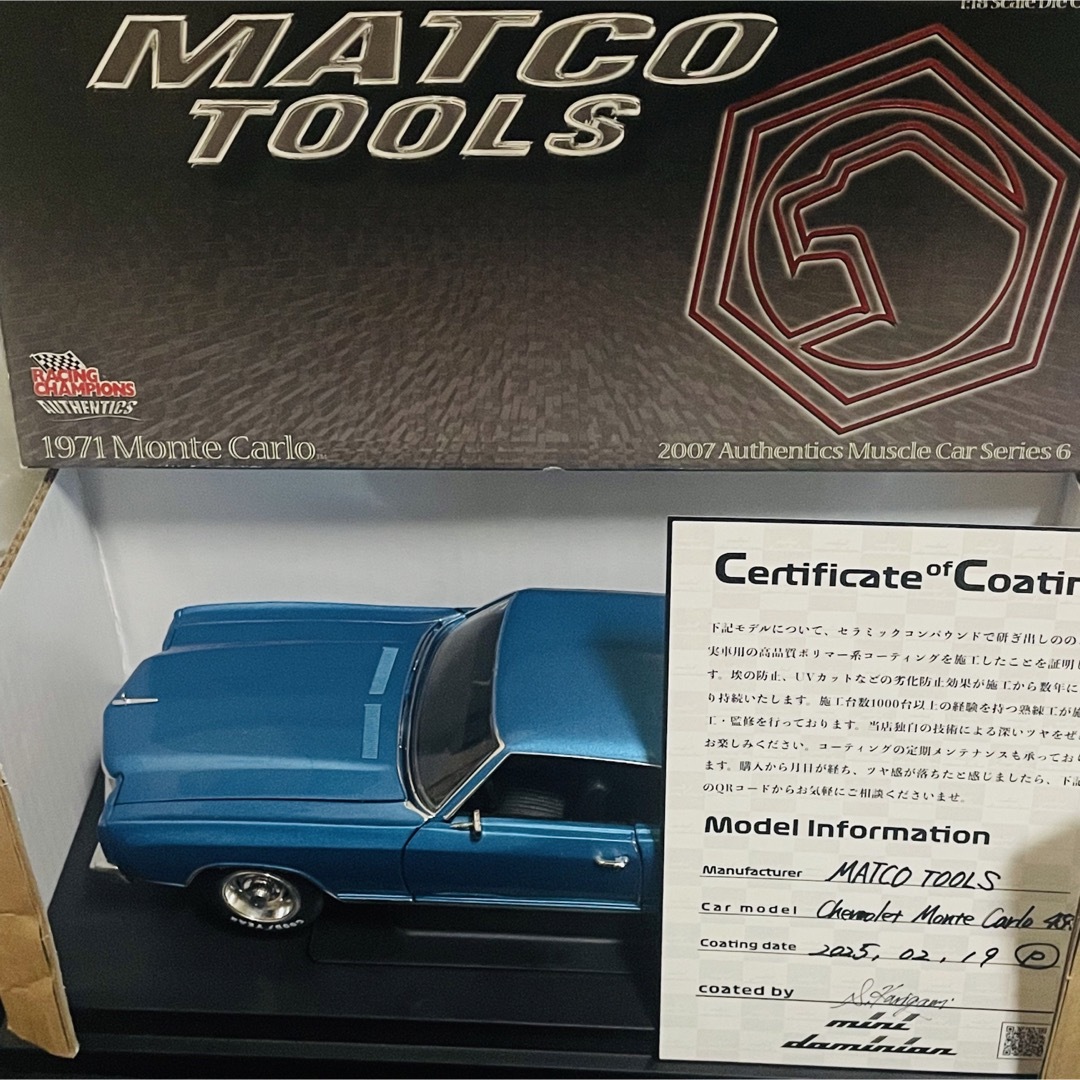 1:18 Scale Die C
MATCO
TOOLS
RACING
CHAMPIONS
AUTHENTICS
1971 Monte Carlo
2007 Authentics Muscle Car Series 6
Certificate of Coatin
下記モデルについて、セラミックコンパウンドで研ぎ出しのの
実車用の高品質ポリマー系コーティングを施工したことを証明し
す。埃の防止、UVカットなどの劣化防止効果が施工から数年に
り持続いたします。施工台数1000台以上の経験を持つ熟練工が施
工・監修を行っております。当店独自の技術による深いツヤをぜ
お楽しみください。コーティングの定期メンテナンスも承ってお
ます。購入から月日が経ち、ツヤ感が落ちたと感じましたら、下記
のQRコードからお気軽にご相談くださいませ。
Model Information
Manufacturer MATCO TOOLS
Car model Chevrolet Monte Carlo
Coating date 2025, 02, 19 P
coated by
mini
daminian